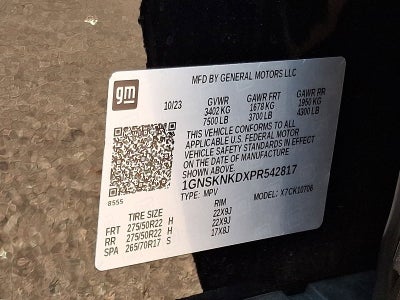 gm
MFD BY GENERAL MOTORS LLC
10/23 GVWR GAWR FRT GAWR RR
3402 KG 1678 KG 1950 KG
7500 LB 3700 LB 4300 LB
THIS VEHICLE CONFORMS TO ALL
APPLICABLE U.S. FEDERAL MOTOR
VEHICLE SAFETY STANDARDS IN EFFECT
ON THE DATE OF MANUFACTURE
SHOWN ABOVE.
1GNSKNKDXPR542817
8555 TYPE: MPV MODEL: X7CK10706
TIRE SIZE RIM
FRT 275/50R22 H 22X9J
RR 275/50R22 H 22X9J
SPA 265/70R17 S 17X8J